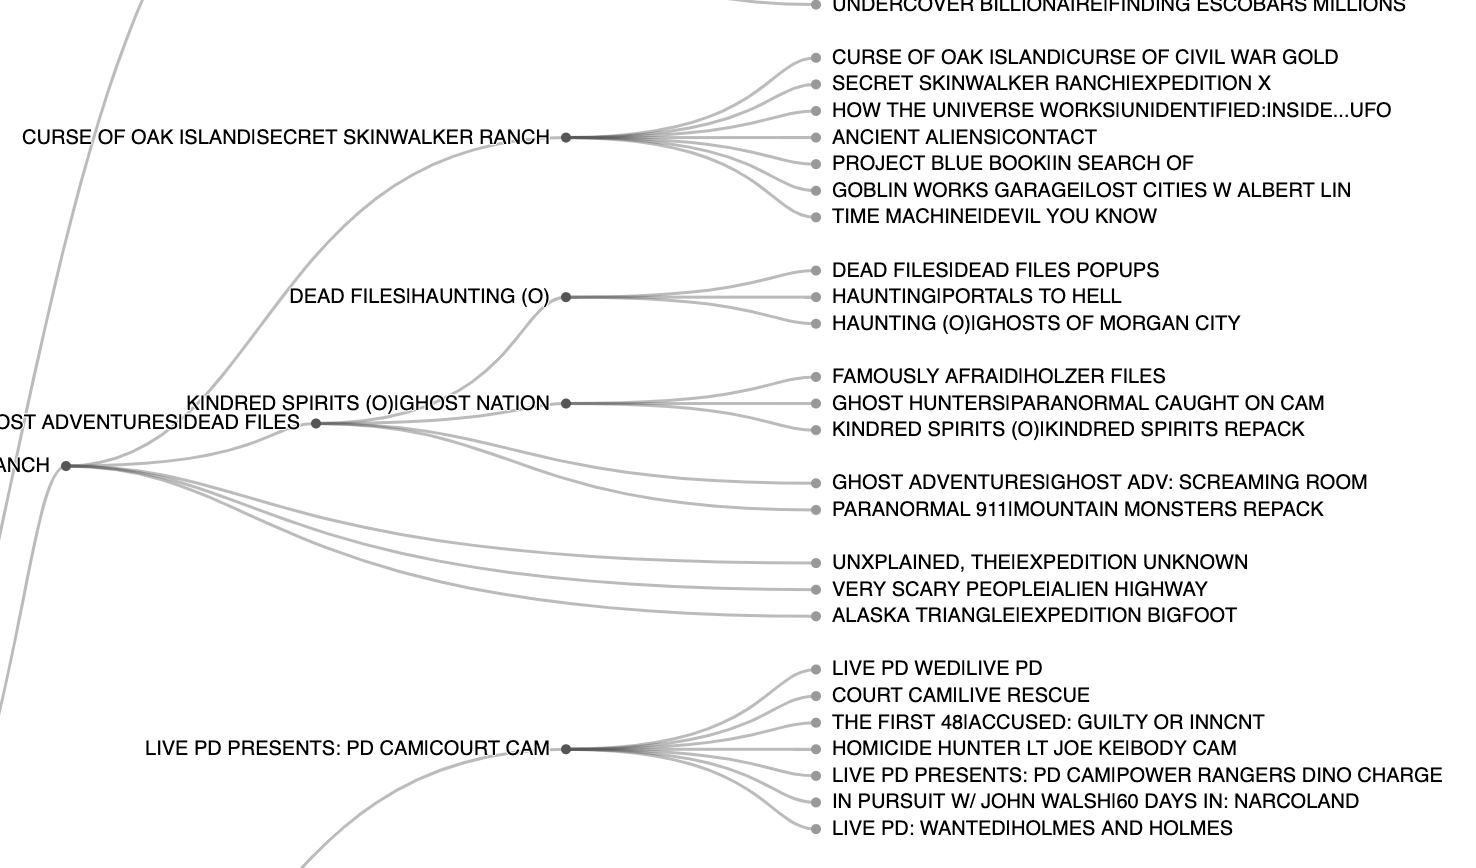 UNDERCOVER BILLIONAIRE|FINDING ESCOBARS MILLIONS
CURSE OF OAK ISLAND|CURSE OF CIVIL WAR GOLD
SECRET SKINWALKER RANCH|EXPEDITION X
HOW THE UNIVERSE WORKS|UNIDENTIFIED:INSIDE...UFO
CURSE OF OAK ISLAND|SECRET SKINWALKER RANCH
ANCIENT ALIENS|CONTACT
PROJECT BLUE BOOK|IN SEARCH OF
GOBLIN WORKS GARAGE|LOST CITIES W ALBERT LIN
TIME MACHINE|DEVIL YOU KNOW
DEAD FILES|DEAD FILES POPUPS
DEAD FILES|HAUNTING (O)
HAUNTING|PORTALS TO HELL
HAUNTING (O)|GHOSTS OF MORGAN CITY
FAMOUSLY AFRAID|HOLZER FILES
KINDRED SPIRITS (O)|GHOST NATION
GHOST HUNTERS|PARANORMAL CAUGHT ON CAM
OST ADVENTURES|DEAD FILES
KINDRED SPIRITS (O)|KINDRED SPIRITS REPACK
ANCH
GHOST ADVENTURES|GHOST ADV: SCREAMING ROOM
PARANORMAL 911|MOUNTAIN MONSTERS REPACK
UNXPLAINED, THE|EXPEDITION UNKNOWN
VERY SCARY PEOPLE|ALIEN HIGHWAY
ALASKA TRIANGLE|EXPEDITION BIGFOOT
LIVE PD WED|LIVE PD
COURT CAM|LIVE RESCUE
THE FIRST 48|ACCUSED: GUILTY OR INNCNT
LIVE PD PRESENTS: PD CAM|COURT CAM
HOMICIDE HUNTER LT JOE KE|BODY CAM
LIVE PD PRESENTS: PD CAM|POWER RANGERS DINO CHARGE
IN PURSUIT W/ JOHN WALSH|60 DAYS IN: NARCOLAND
LIVE PD: WANTED|HOLMES AND HOLMES